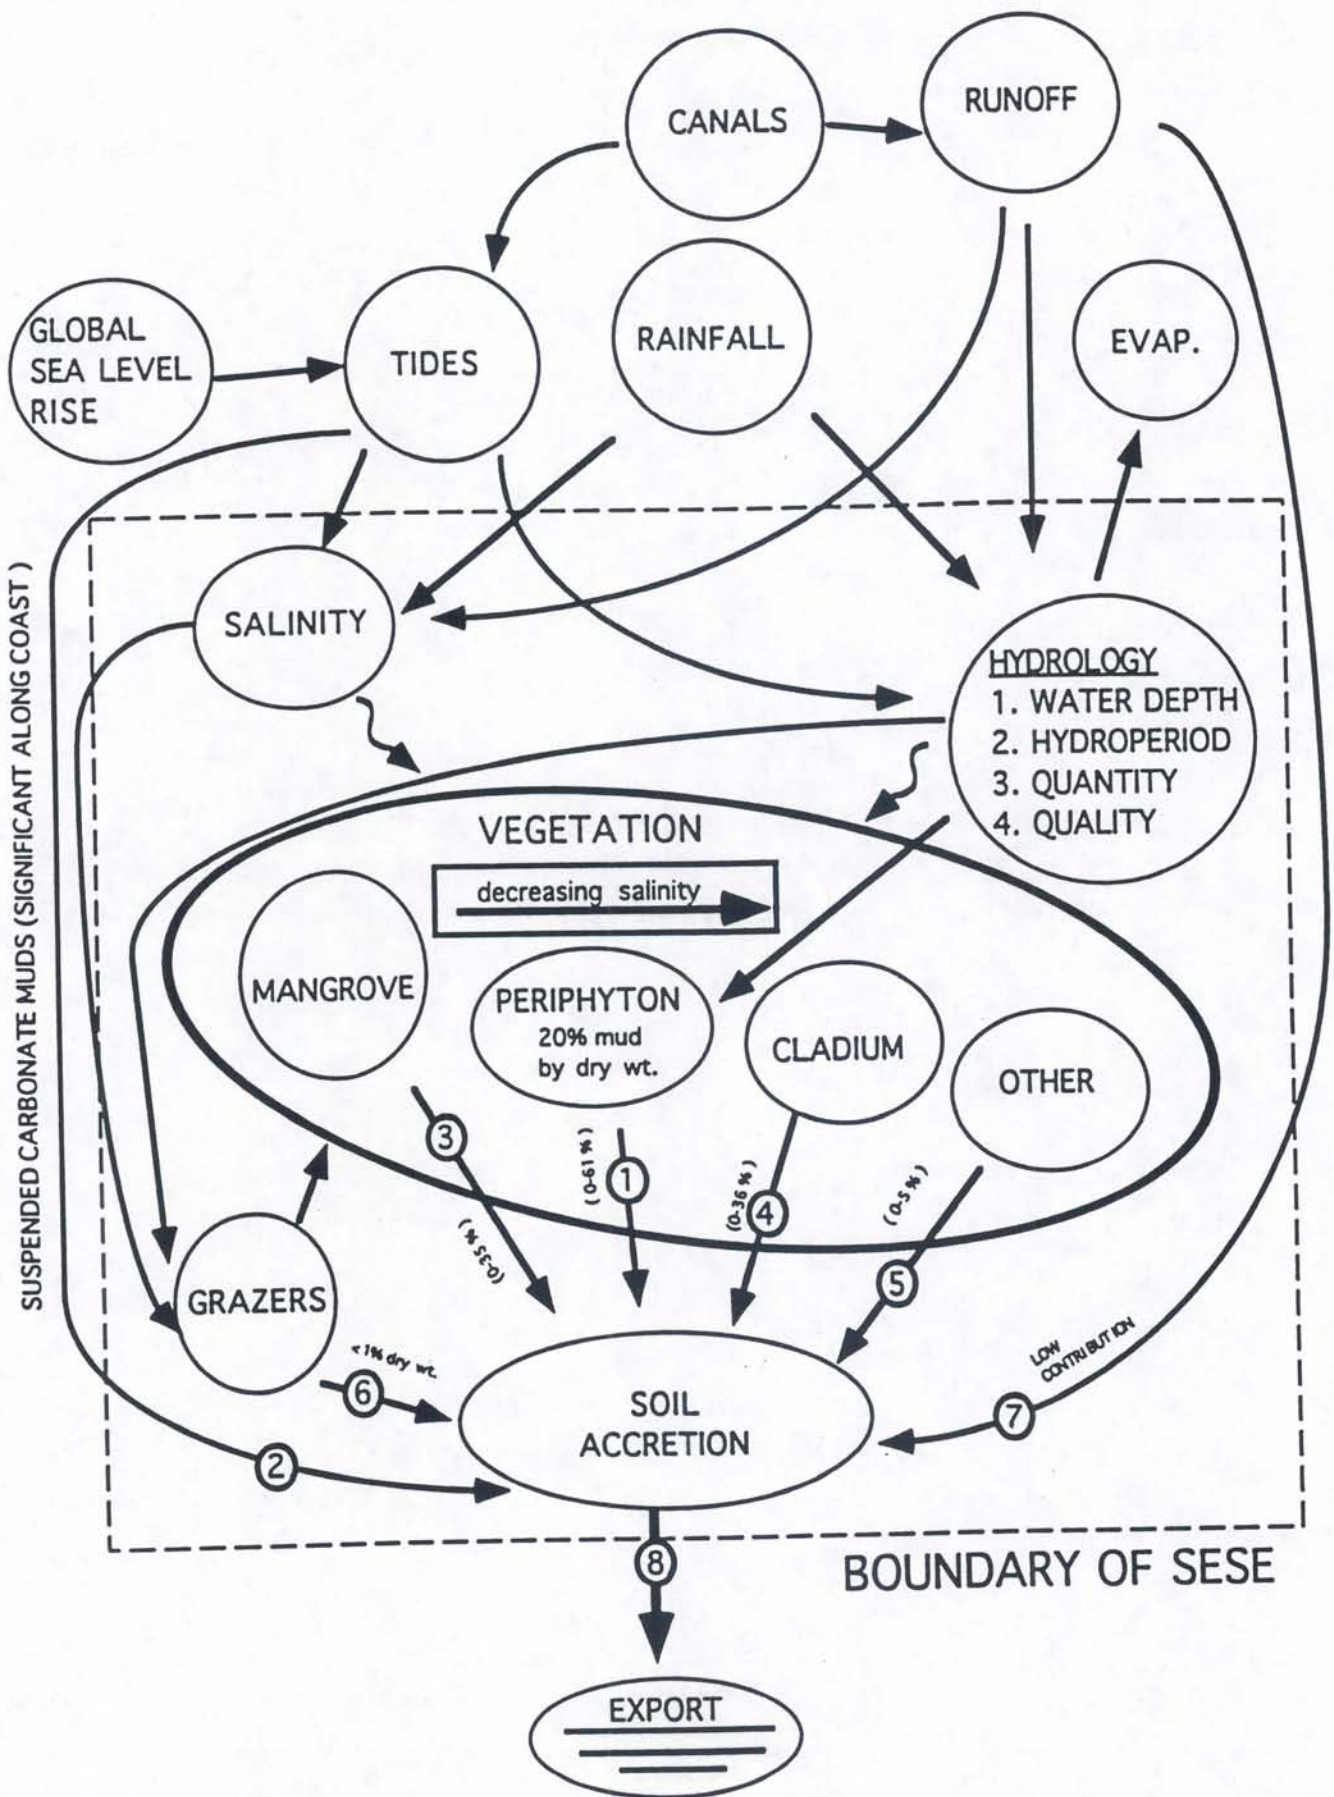 CANALS
RUNOFF
GLOBAL
SEA LEVEL
RISE
TIDES
RAINFALL
EVAP.
SUSPENDED CARBONATE MUDS (SIGNIFICANT ALONG COAST )
SALINITY
HYDROLOGY
1. WATER DEPTH
2. HYDROPERIOD
3. QUANTITY
4. QUALITY
VEGETATION
decreasing salinity
MANGROVE
PERIPHYTON
20% mud
by dry wt.
CLADIUM
OTHER
3
(0-35 %)
1
(0-61 %)
4
(0-36 %)
5
(0-5 %)
GRAZERS
<1% dry wt.
6
SOIL
ACCRETION
LOW
CONTRIBUTION
7
2
8
BOUNDARY OF SESE
EXPORT